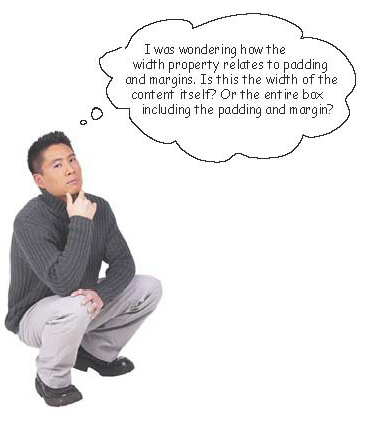 I was wondering how the
width property relates to padding
and margins. Is this the width of the
content itself? Or the entire box
including the padding and margin?